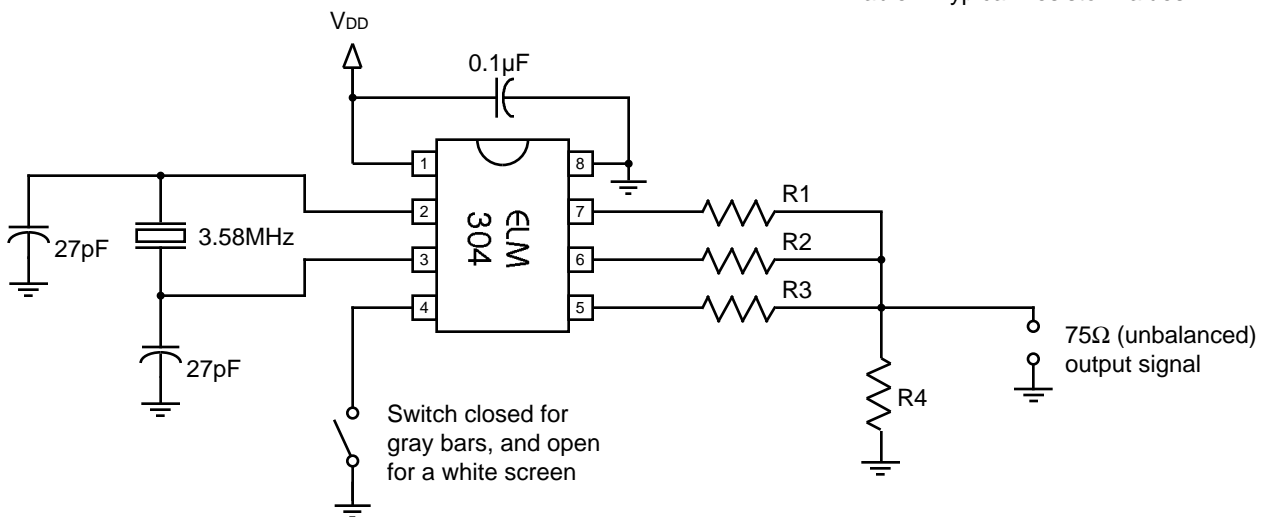 VDD
0.1µF
1
8
2
7
R1
3.58MHz
27pF
ELM
304
3
6
R2
4
5
R3
27pF
75Ω (unbalanced)
output signal
R4
Switch closed for
gray bars, and open
for a white screen